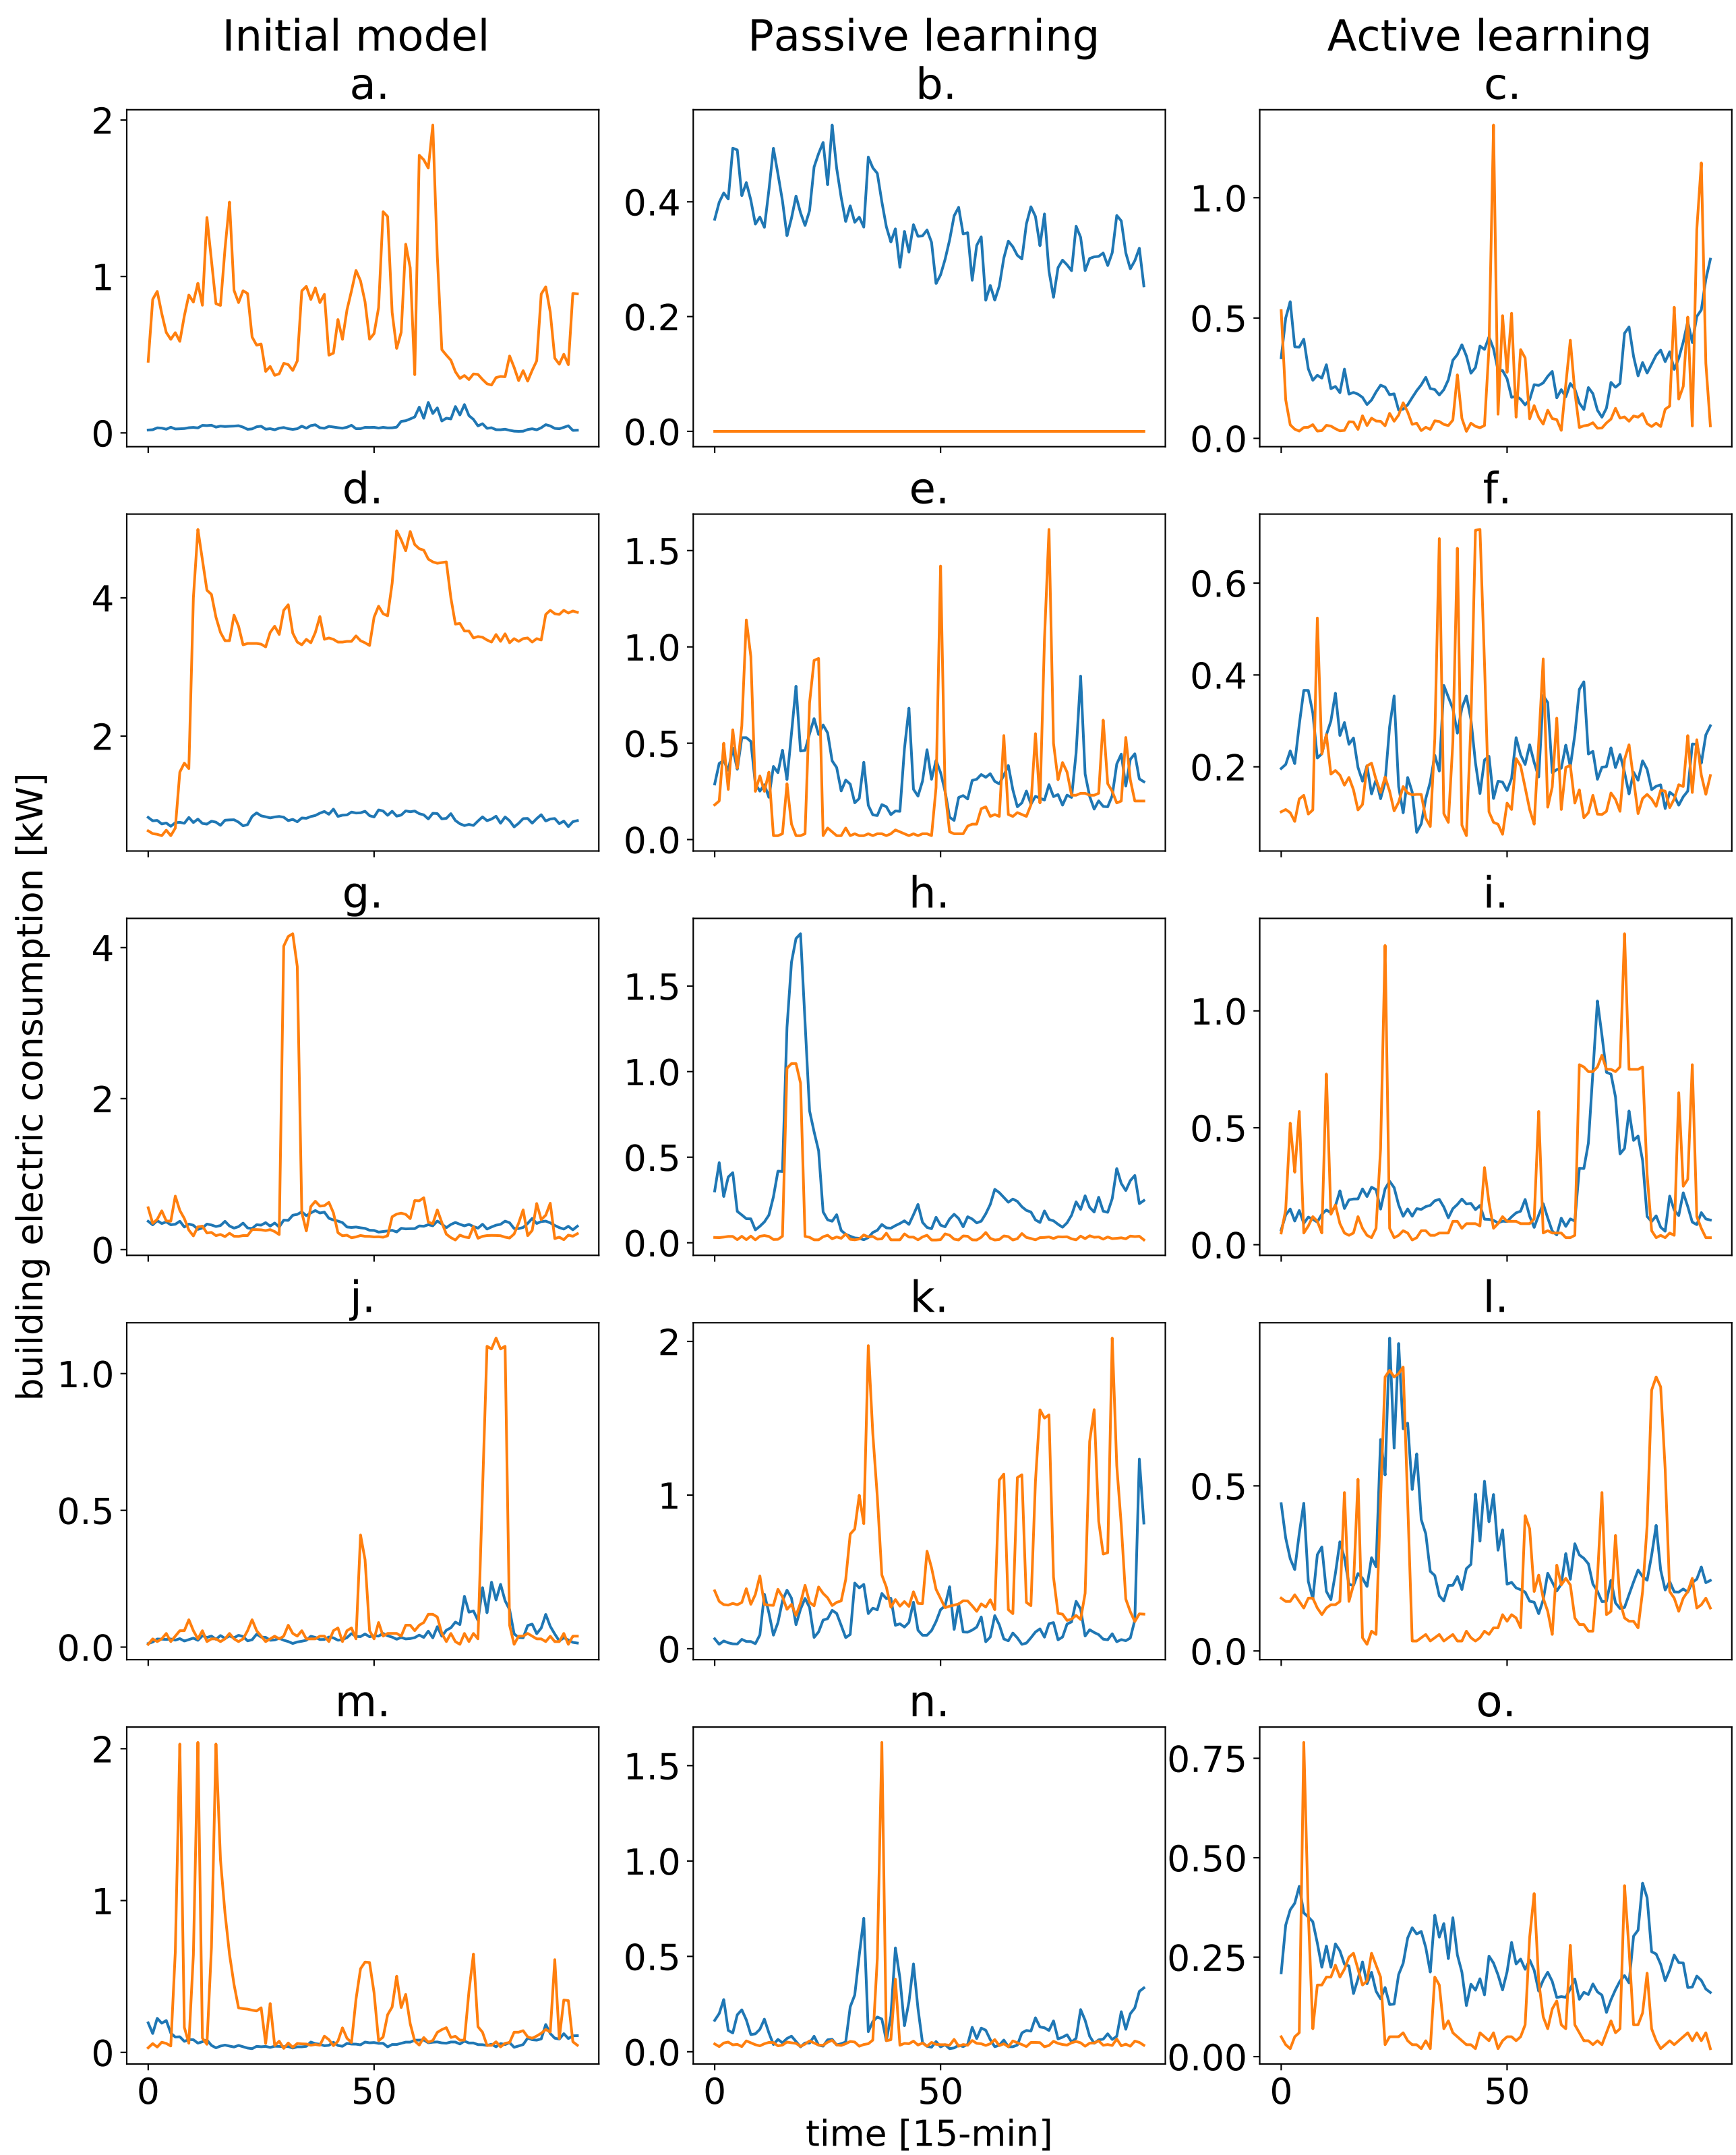 Initial model
Passive learning
Active learning
a.
b.
c.
2
1
0
0.4
0.2
0.0
1.0
0.5
0.0
d.
e.
f.
4
2
1.5
1.0
0.5
0.0
0.6
0.4
0.2
g.
h.
i.
4
2
0
1.5
1.0
0.5
0.0
1.0
0.5
0.0
building electric consumption [kW]
j.
k.
l.
1.0
0.5
0.0
2
1
0
0.5
0.0
m.
n.
o.
2
1
0
1.5
1.0
0.5
0.0
0.75
0.50
0.25
0.00
0
50
0
50
0
50
time [15-min]